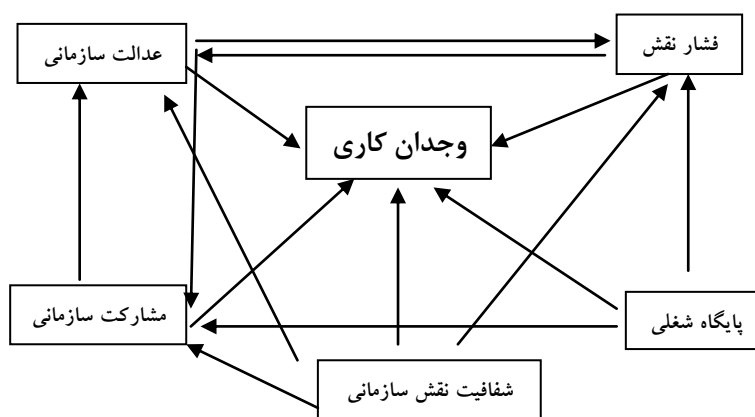 فشار نقش
عدالت سازمانی
وجدان کاری
پایگاه شغلی
مشارکت سازمانی
شفافیت نقش سازمانی